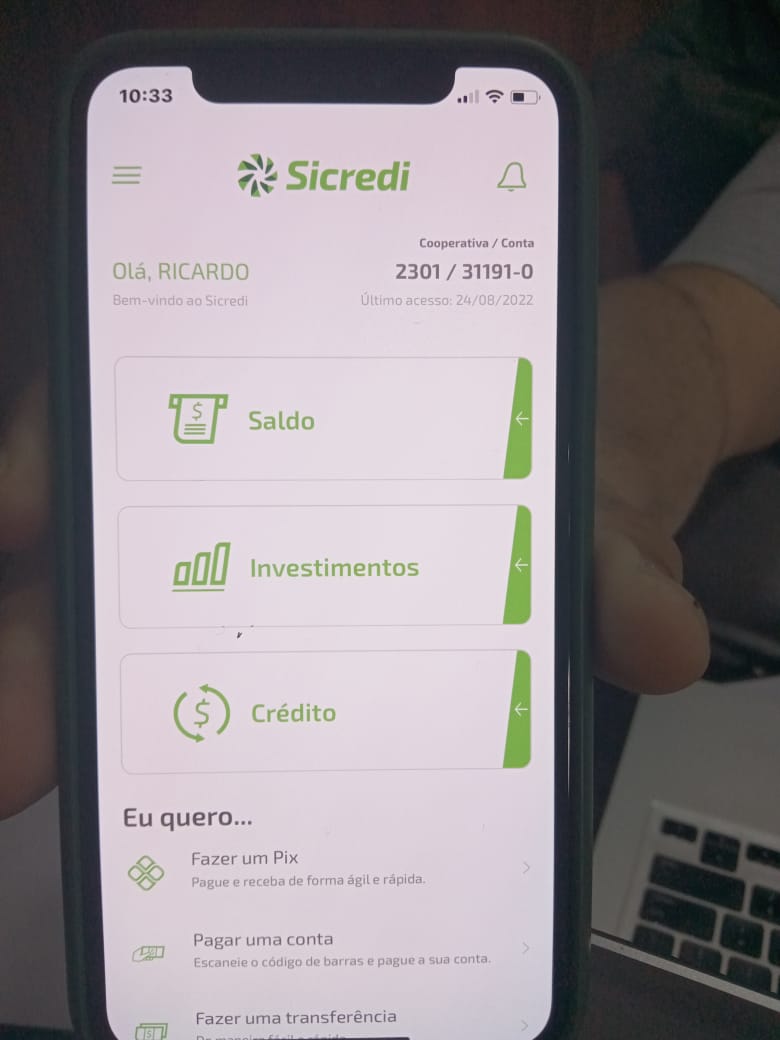 10:33
Sicredi
Cooperativa / Conta
Olá, RICARDO
2301 / 31191-0
Bem-vindo ao Sicredi
Último acesso: 24/08/2022
$
Saldo
Investimentos
$
Crédito
Eu quero...
Fazer um Pix
Pague e receba de forma ágil e rápida.
Pagar uma conta
Escaneie o código de barras e pague a sua conta.
Fazer uma transferência